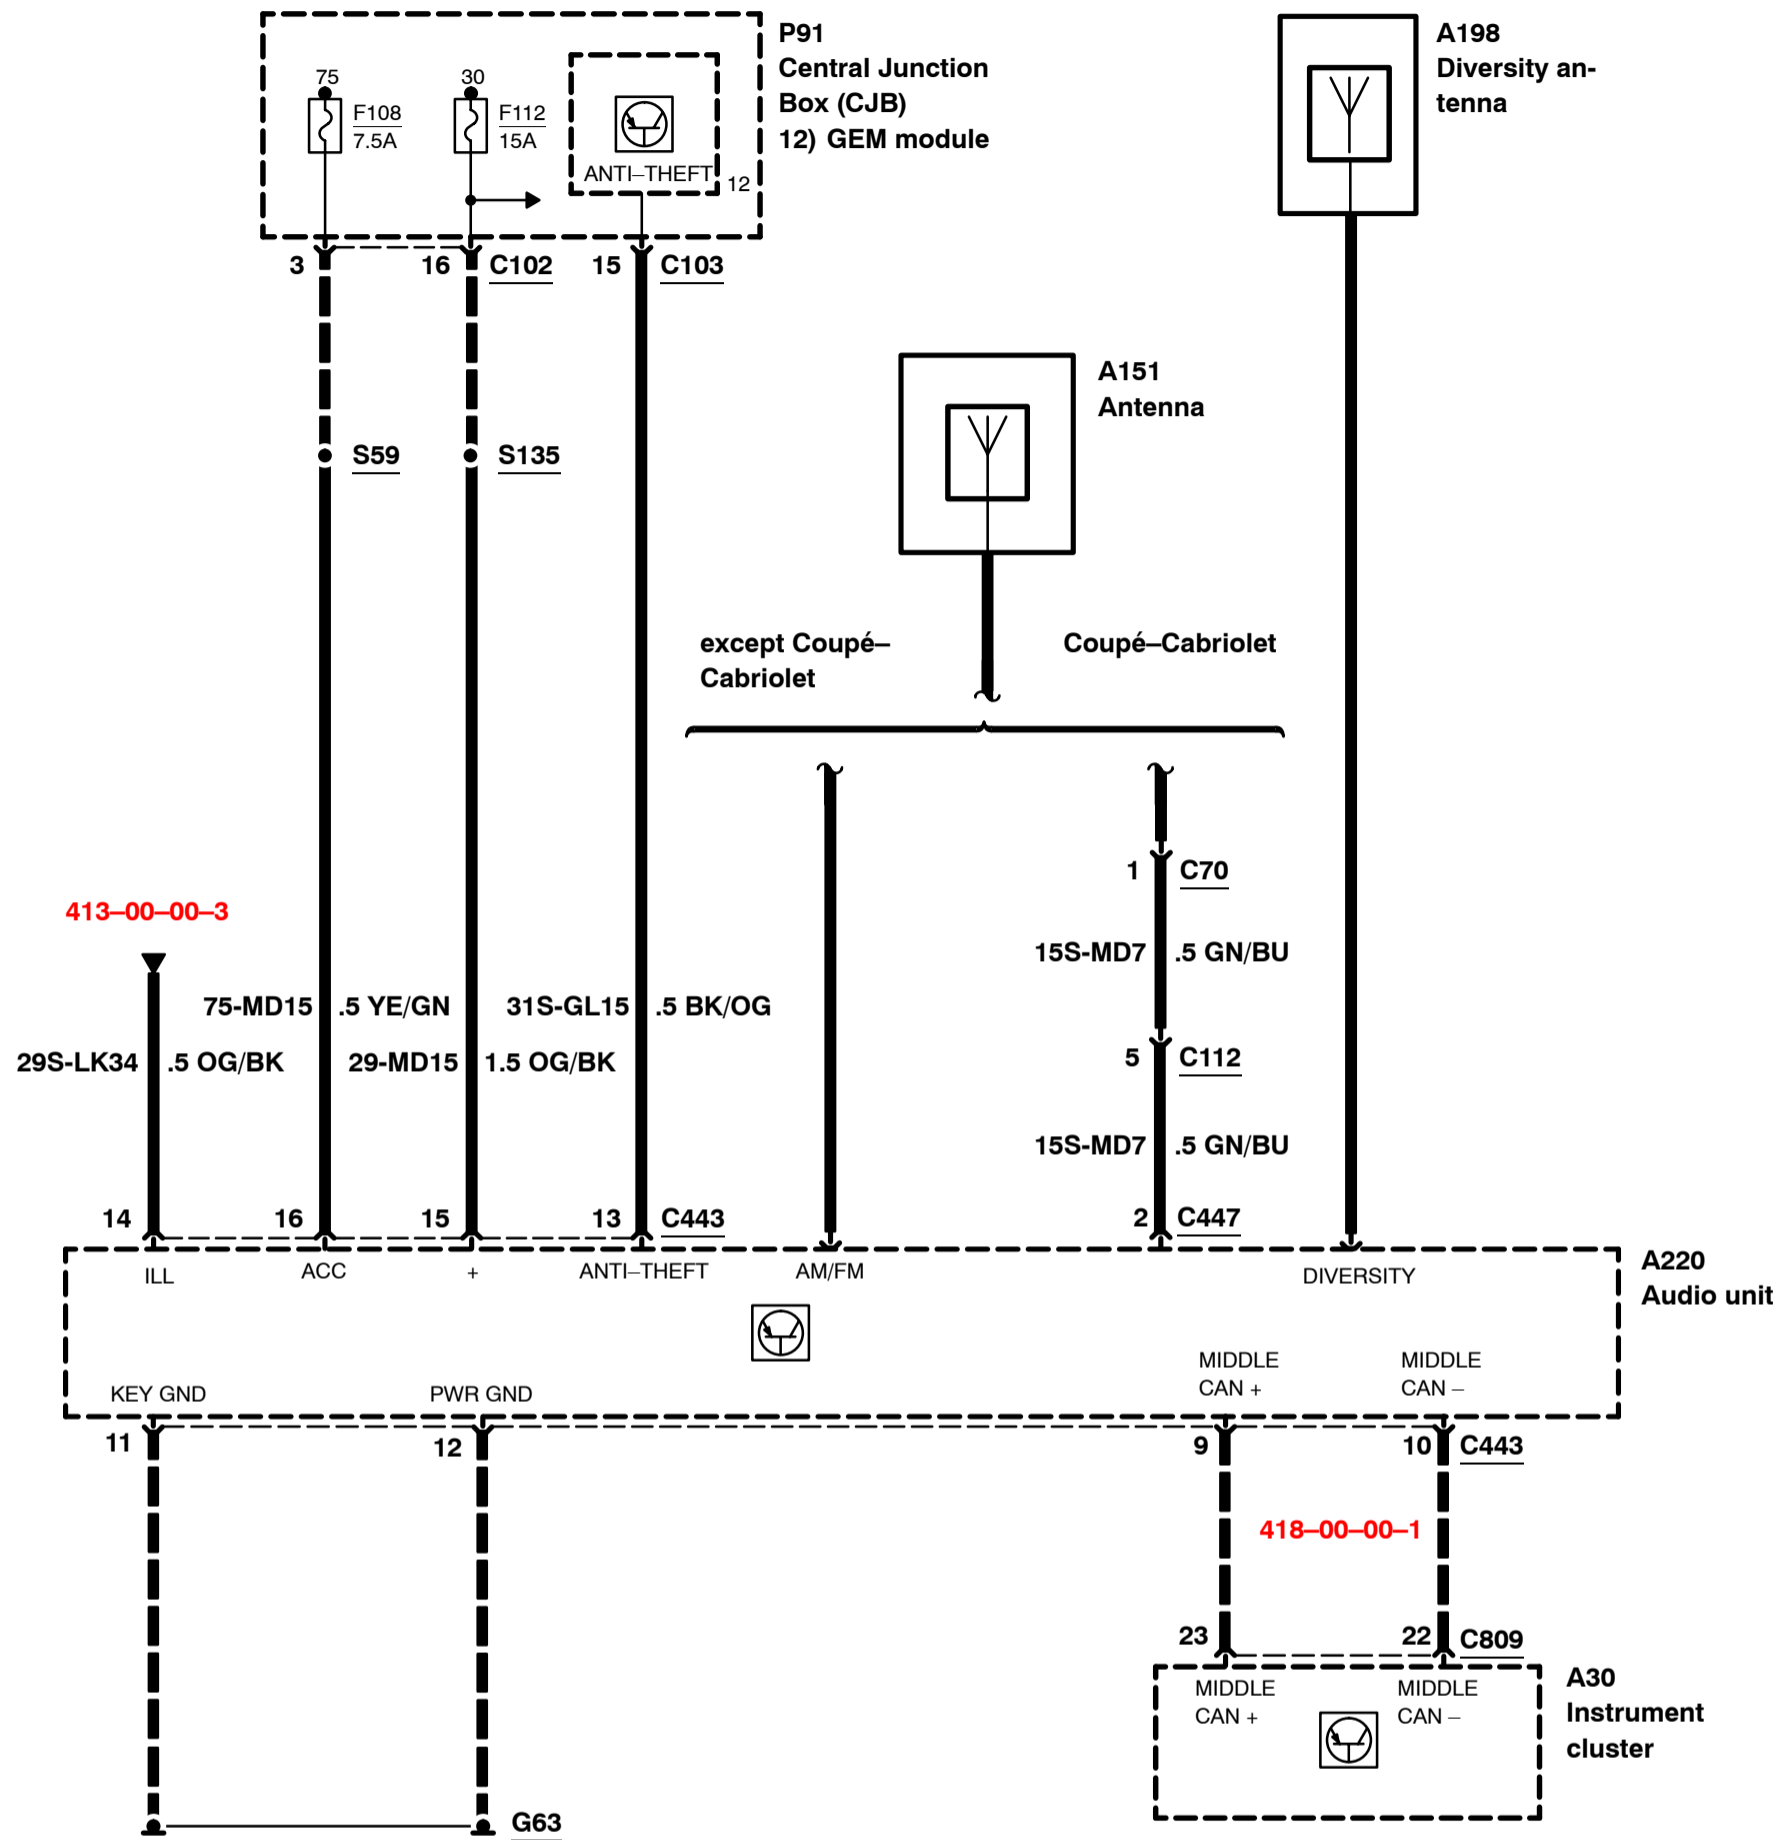 P91
Central Junction
Box (CJB)
12) GEM module
75
F108
7.5A
30
F112
15A
ANTI–THEFT
12
A198
Diversity an-
tenna
3
16
C102
15
C103
A151
Antenna
S59
S135
except Coupé–
Cabriolet
Coupé–Cabriolet
1
C70
413–00–00–3
15S-MD7
.5 GN/BU
75-MD15
.5 YE/GN
31S-GL15
.5 BK/OG
29S-LK34
.5 OG/BK
29-MD15
1.5 OG/BK
5
C112
15S-MD7
.5 GN/BU
14
16
15
13
C443
2
C447
A220
Audio unit
ILL
ACC
+
ANTI–THEFT
AM/FM
DIVERSITY
MIDDLE
CAN +
MIDDLE
CAN –
KEY GND
PWR GND
11
12
9
10
C443
418–00–00–1
23
22
C809
A30
Instrument
cluster
MIDDLE
CAN +
MIDDLE
CAN –
G63